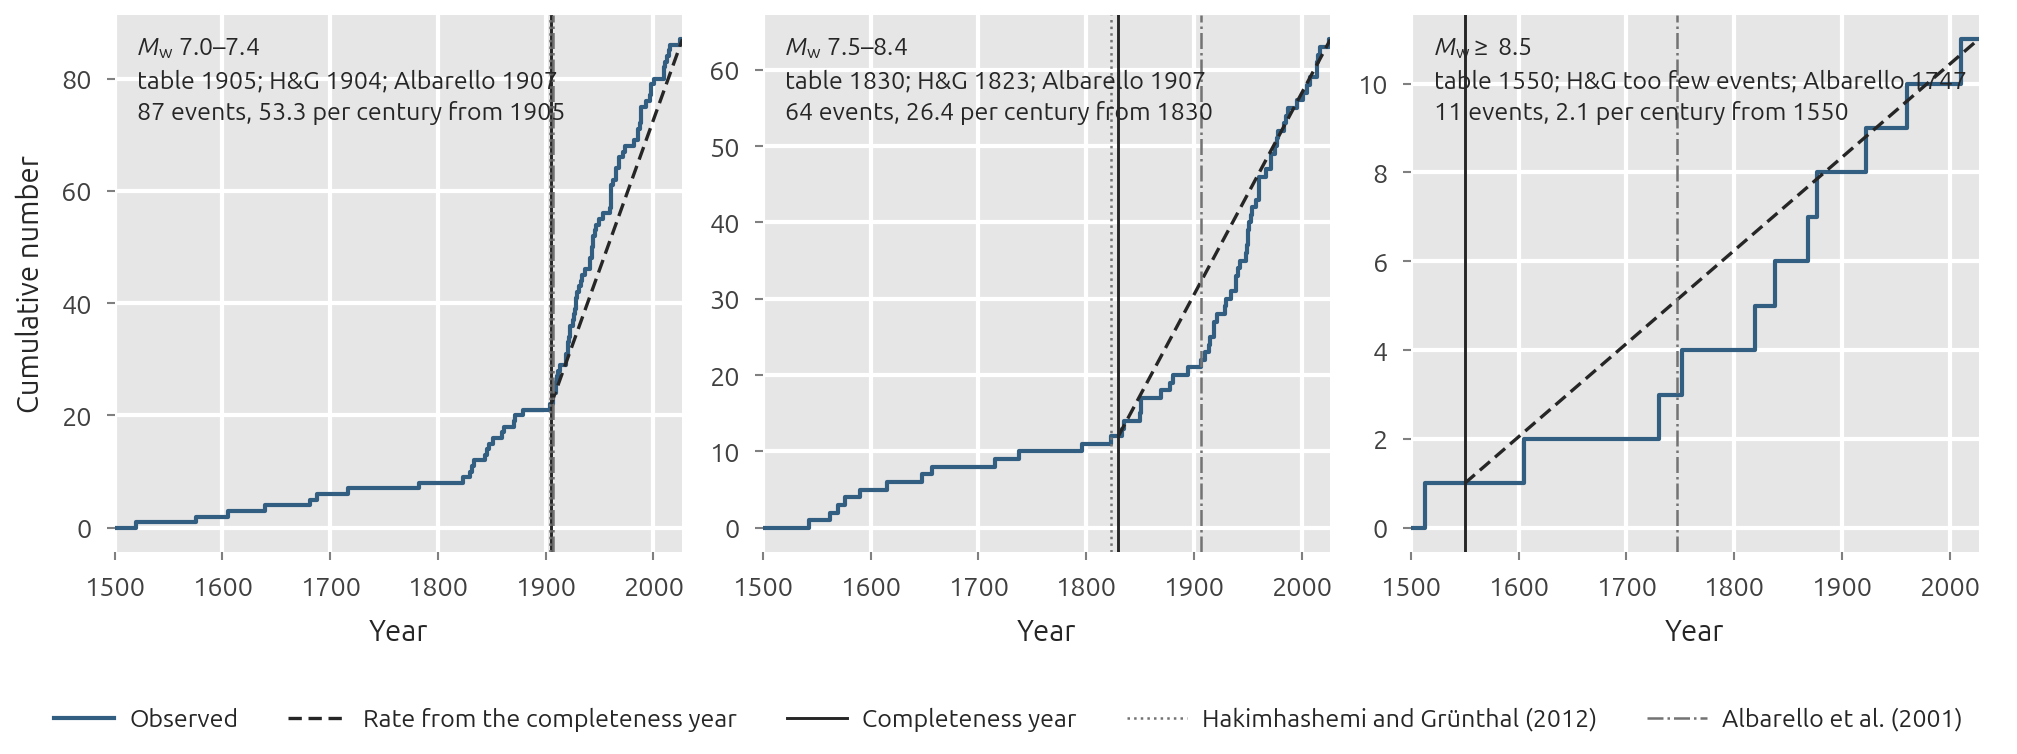 Mw 7.0–7.4
table 1905; H&G 1904; Albarello 1907
87 events, 53.3 per century from 1905
Mw 7.5–8.4
table 1830; H&G 1823; Albarello 1907
64 events, 26.4 per century from 1830
Mw ≥ 8.5
table 1550; H&G too few events; Albarello 1747
11 events, 2.1 per century from 1550
Cumulative number
80
60
40
20
0
60
50
40
30
20
10
0
10
8
6
4
2
0
1500 1600 1700 1800 1900 2000
1500 1600 1700 1800 1900 2000
1500 1600 1700 1800 1900 2000
Year
Year
Year
Observed
Rate from the completeness year
Completeness year
Hakimhashemi and Grünthal (2012)
Albarello et al. (2001)